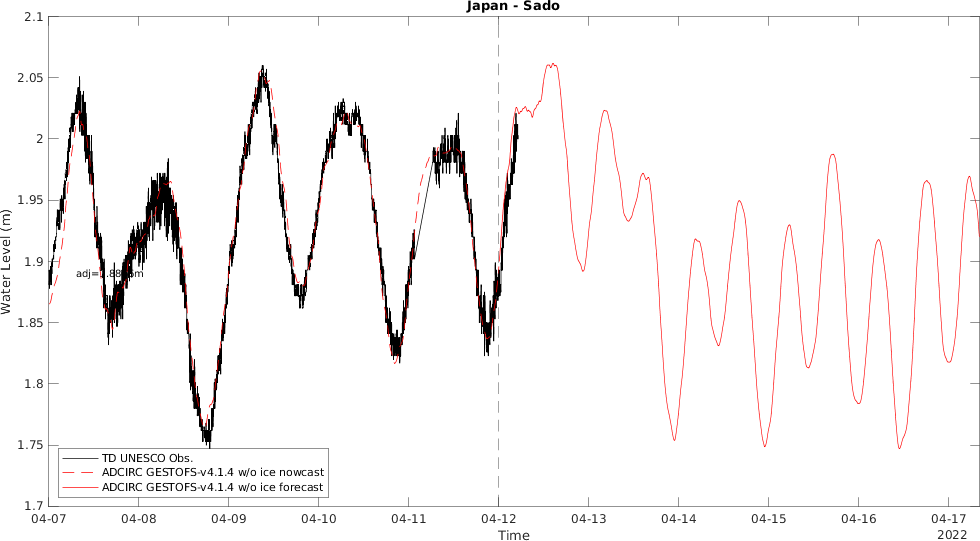 Japan - Sado
2.1
2.05
2
1.95
1.9
1.85
1.8
1.75
1.7
Water Level (m)
TD UNESCO Obs.
ADCIRC GESTOFS-v4.1.4 w/o ice nowcast
ADCIRC GESTOFS-v4.1.4 w/o ice forecast
04-07 04-08 04-09 04-10 04-11 04-12 04-13 04-14 04-15 04-16 04-17
Time
2022